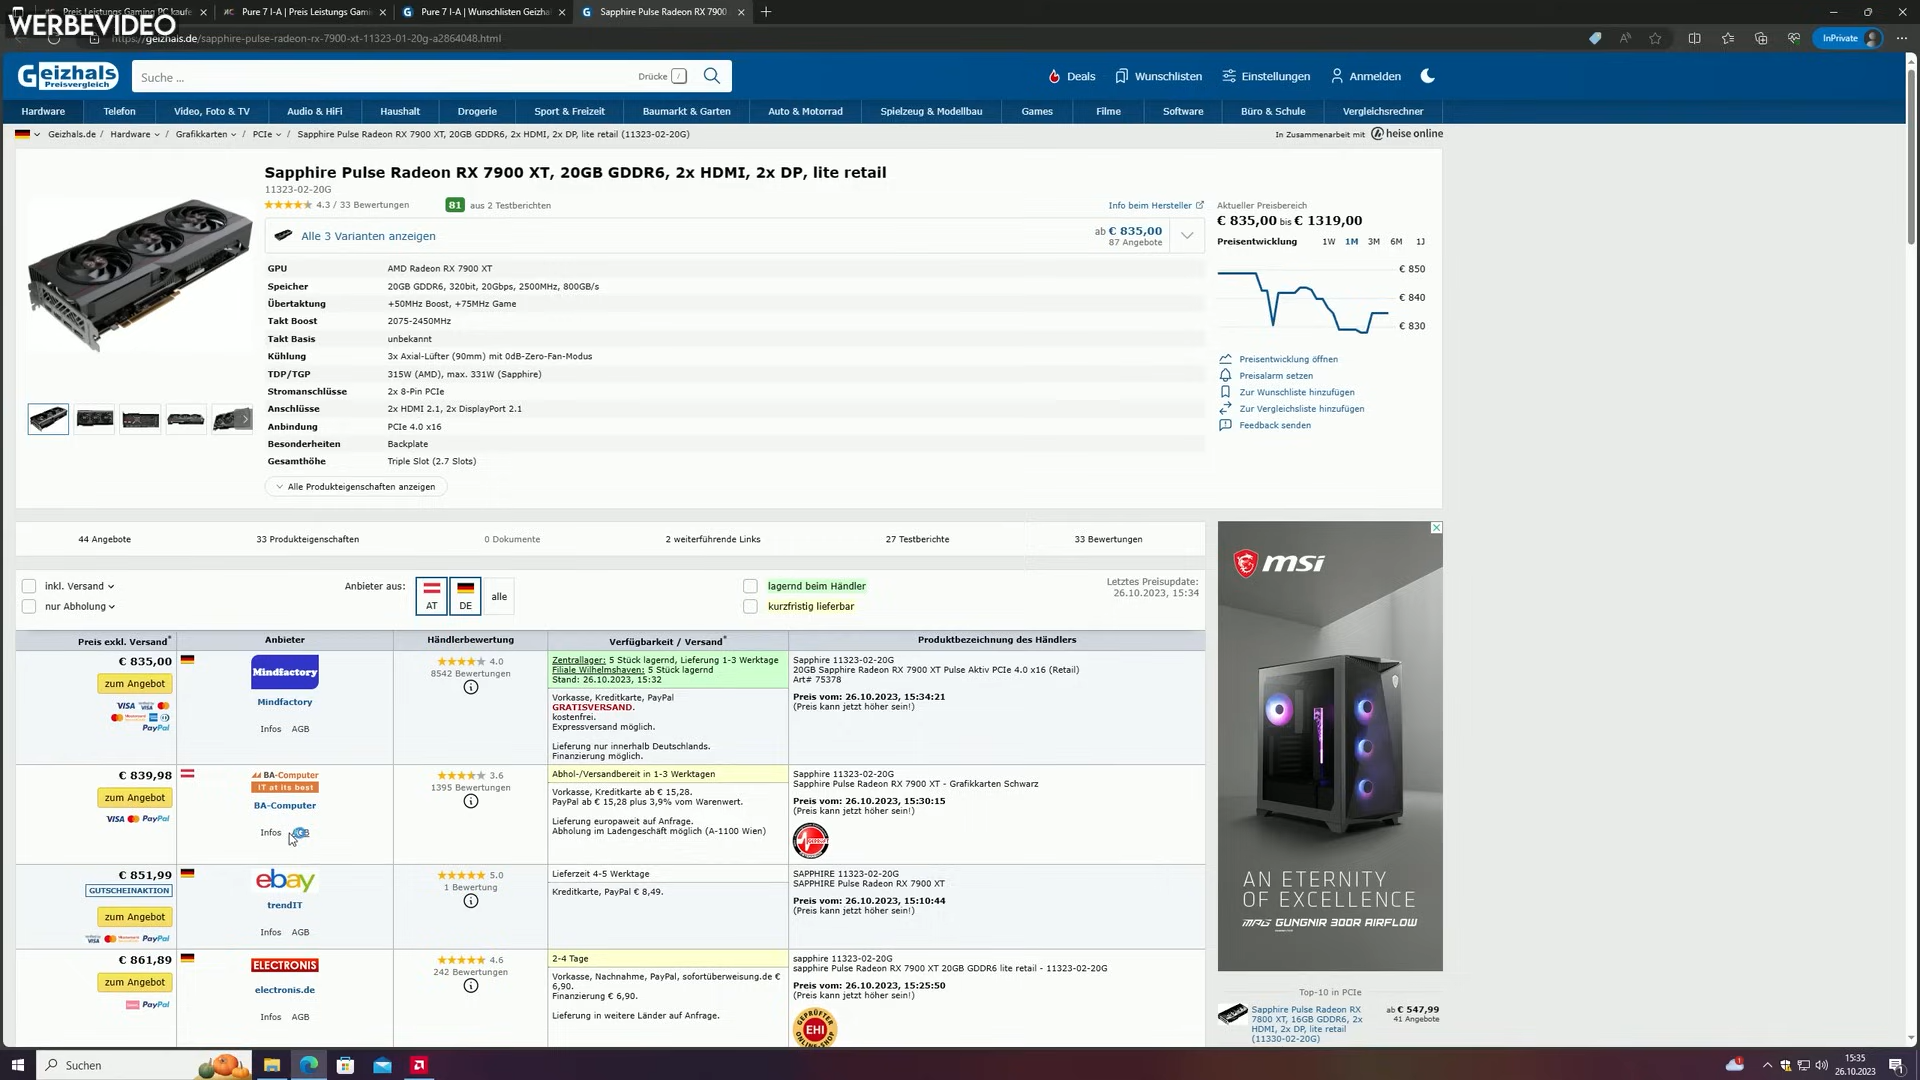 WERBEVIDEO
Preis Leistungs Gaming PC kaufe
Pure 7 I-A | Preis Leistungs Gami
Pure 7 I-A | Wunschlisten Geizha
Sapphire Pulse Radeon RX 7900
https://geizhals.de/sapphire-pulse-radeon-rx-7900-xt-11323-01-20g-a2864048.html
InPrivate
Geizhals
Preisvergleich
Suche ...
Drücke /
Deals
Wunschlisten
Einstellungen
Anmelden
Hardware
Telefon
Video, Foto & TV
Audio & HiFi
Haushalt
Drogerie
Sport & Freizeit
Baumarkt & Garten
Auto & Motorrad
Spielzeug & Modellbau
Games
Filme
Software
Büro & Schule
Vergleichsrechner
Geizhals.de / Hardware / Grafikkarten / PCIe / Sapphire Pulse Radeon RX 7900 XT, 20GB GDDR6, 2x HDMI, 2x DP, lite retail (11323-02-20G)
In Zusammenarbeit mit heise online
Sapphire Pulse Radeon RX 7900 XT, 20GB GDDR6, 2x HDMI, 2x DP, lite retail
11323-02-20G
4.3 / 33 Bewertungen
81 aus 2 Testberichten
Info beim Hersteller
Alle 3 Varianten anzeigen
ab € 835,00
87 Angebote
GPU AMD Radeon RX 7900 XT
Speicher 20GB GDDR6, 320bit, 20Gbps, 2500MHz, 800GB/s
Übertaktung +50MHz Boost, +75MHz Game
Takt Boost 2075-2450MHz
Takt Basis unbekannt
Kühlung 3x Axial-Lüfter (90mm) mit 0dB-Zero-Fan-Modus
TDP/TGP 315W (AMD), max. 331W (Sapphire)
Stromanschlüsse 2x 8-Pin PCIe
Anschlüsse 2x HDMI 2.1, 2x DisplayPort 2.1
Anbindung PCIe 4.0 x16
Besonderheiten Backplate
Gesamthöhe Triple Slot (2.7 Slots)
Alle Produkteigenschaften anzeigen
Aktueller Preisbereich
€ 835,00 bis € 1319,00
Preisentwicklung 1W 1M 3M 6M 1J
€ 850
€ 840
€ 830
Preisentwicklung öffnen
Preisalarm setzen
Zur Wunschliste hinzufügen
Zur Vergleichsliste hinzufügen
Feedback senden
44 Angebote
33 Produkteigenschaften
0 Dokumente
2 weiterführende Links
27 Testberichte
33 Bewertungen
inkl. Versand
nur Abholung
Anbieter aus:
AT
DE
alle
lagernd beim Händler
kurzfristig lieferbar
Letztes Preisupdate:
26.10.2023, 15:34
Preis exkl. Versand*
Anbieter
Händlerbewertung
Verfügbarkeit / Versand*
Produktbezeichnung des Händlers
€ 835,00
zum Angebot
VISA
PayPal
Mindfactory
Mindfactory
Infos AGB
4.0
8542 Bewertungen
Zentrallager: 5 Stück lagernd, Lieferung 1-3 Werktage
Filiale Wilhelmshaven: 5 Stück lagernd
Stand: 26.10.2023, 15:32
Vorkasse, Kreditkarte, PayPal
GRATISVERSAND.
kostenfrei.
Expressversand möglich.
Lieferung nur innerhalb Deutschlands.
Finanzierung möglich.
Sapphire 11323-02-20G
20GB Sapphire Radeon RX 7900 XT Pulse Aktiv PCIe 4.0 x16 (Retail)
Art# 75378
Preis vom: 26.10.2023, 15:34:21
(Preis kann jetzt höher sein!)
€ 839,98
zum Angebot
VISA PayPal
BA-Computer
IT at its best
BA-Computer
Infos
3.6
1395 Bewertungen
Abhol-/Versandbereit in 1-3 Werktagen
Vorkasse, Kreditkarte ab € 15,28.
PayPal ab € 15,28 plus 3,9% vom Warenwert.
Lieferung europaweit auf Anfrage.
Abholung im Ladengeschäft möglich (A-1100 Wien)
Sapphire 11323-02-20G
Sapphire Pulse Radeon RX 7900 XT - Grafikkarten Schwarz
Preis vom: 26.10.2023, 15:30:15
(Preis kann jetzt höher sein!)
€ 851,99
GUTSCHEINAKTION
zum Angebot
VISA PayPal
ebay
trendIT
Infos AGB
5.0
1 Bewertung
Lieferzeit 4-5 Werktage
Kreditkarte, PayPal € 8,49.
SAPPHIRE 11323-02-20G
SAPPHIRE Pulse Radeon RX 7900 XT
Preis vom: 26.10.2023, 15:10:44
(Preis kann jetzt höher sein!)
€ 861,89
zum Angebot
PayPal
ELECTRONIS
electronis.de
Infos AGB
4.6
242 Bewertungen
2-4 Tage
Vorkasse, Nachnahme, PayPal, sofortüberweisung.de €
6,90.
Finanzierung € 6,90.
Lieferung in weitere Länder auf Anfrage.
sapphire 11323-02-20G
sapphire Pulse Radeon RX 7900 XT 20GB GDDR6 lite retail - 11323-02-20G
Preis vom: 26.10.2023, 15:25:50
(Preis kann jetzt höher sein!)
GEPRÜFTER
EHI
ONLINE-SHOP
msi
AN ETERNITY
OF EXCELLENCE
MPG GUNGNIR 300R AIRFLOW
Top-10 in PCIe
Sapphire Pulse Radeon RX
7800 XT, 16GB GDDR6, 2x
HDMI, 2x DP, lite retail
(11330-02-20G)
ab € 547,99
41 Angebote
Suchen
15:35
26.10.2023